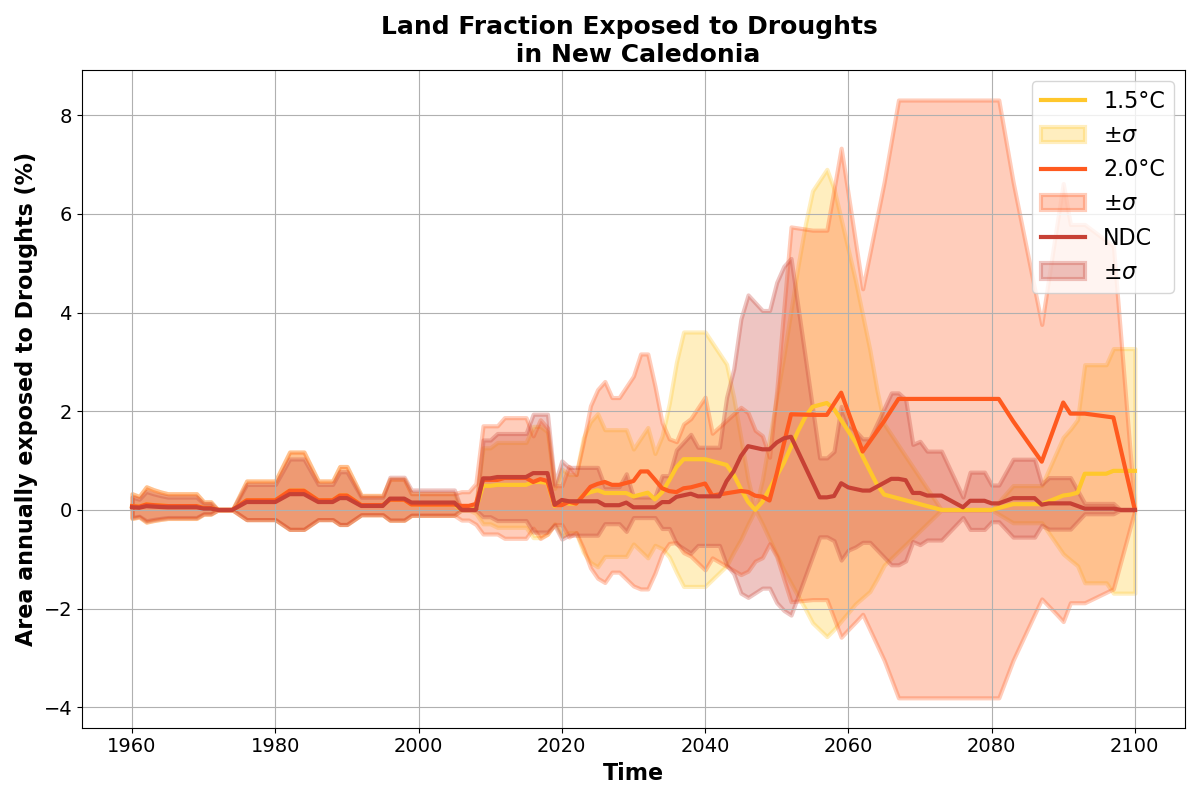 Land Fraction Exposed to Droughts
in New Caledonia
Area annually exposed to Droughts (%)
8
6
4
2
0
−2
−4
1.5°C
±σ
2.0°C
±σ
NDC
±σ
1960 1980 2000 2020 2040 2060 2080 2100
Time